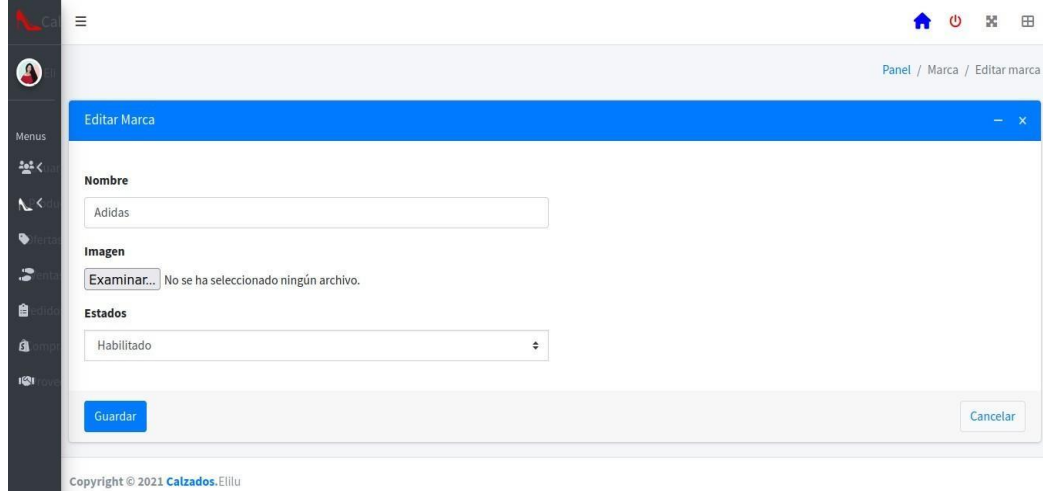 Panel / Marca / Editar marca
Editar Marca
Menus
Nombre
Adidas
Imagen
Examinar... No se ha seleccionado ningún archivo.
Estados
Habilitado
Guardar
Cancelar
Copyright © 2021 Calzados.Elilu